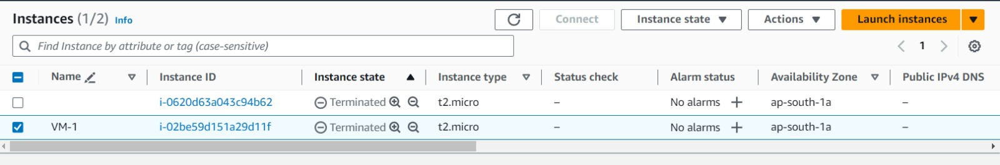 Instances (1/2) Info Connect Instance state Actions Launch instances
Find Instance by attribute or tag (case-sensitive) 1
Name Instance ID Instance state Instance type Status check Alarm status Availability Zone Public IPv4 DNS
i-0620d63a043c94b62 Terminated t2.micro – No alarms + ap-south-1a –
VM-1 i-02be59d151a29d11f Terminated t2.micro – No alarms + ap-south-1a –